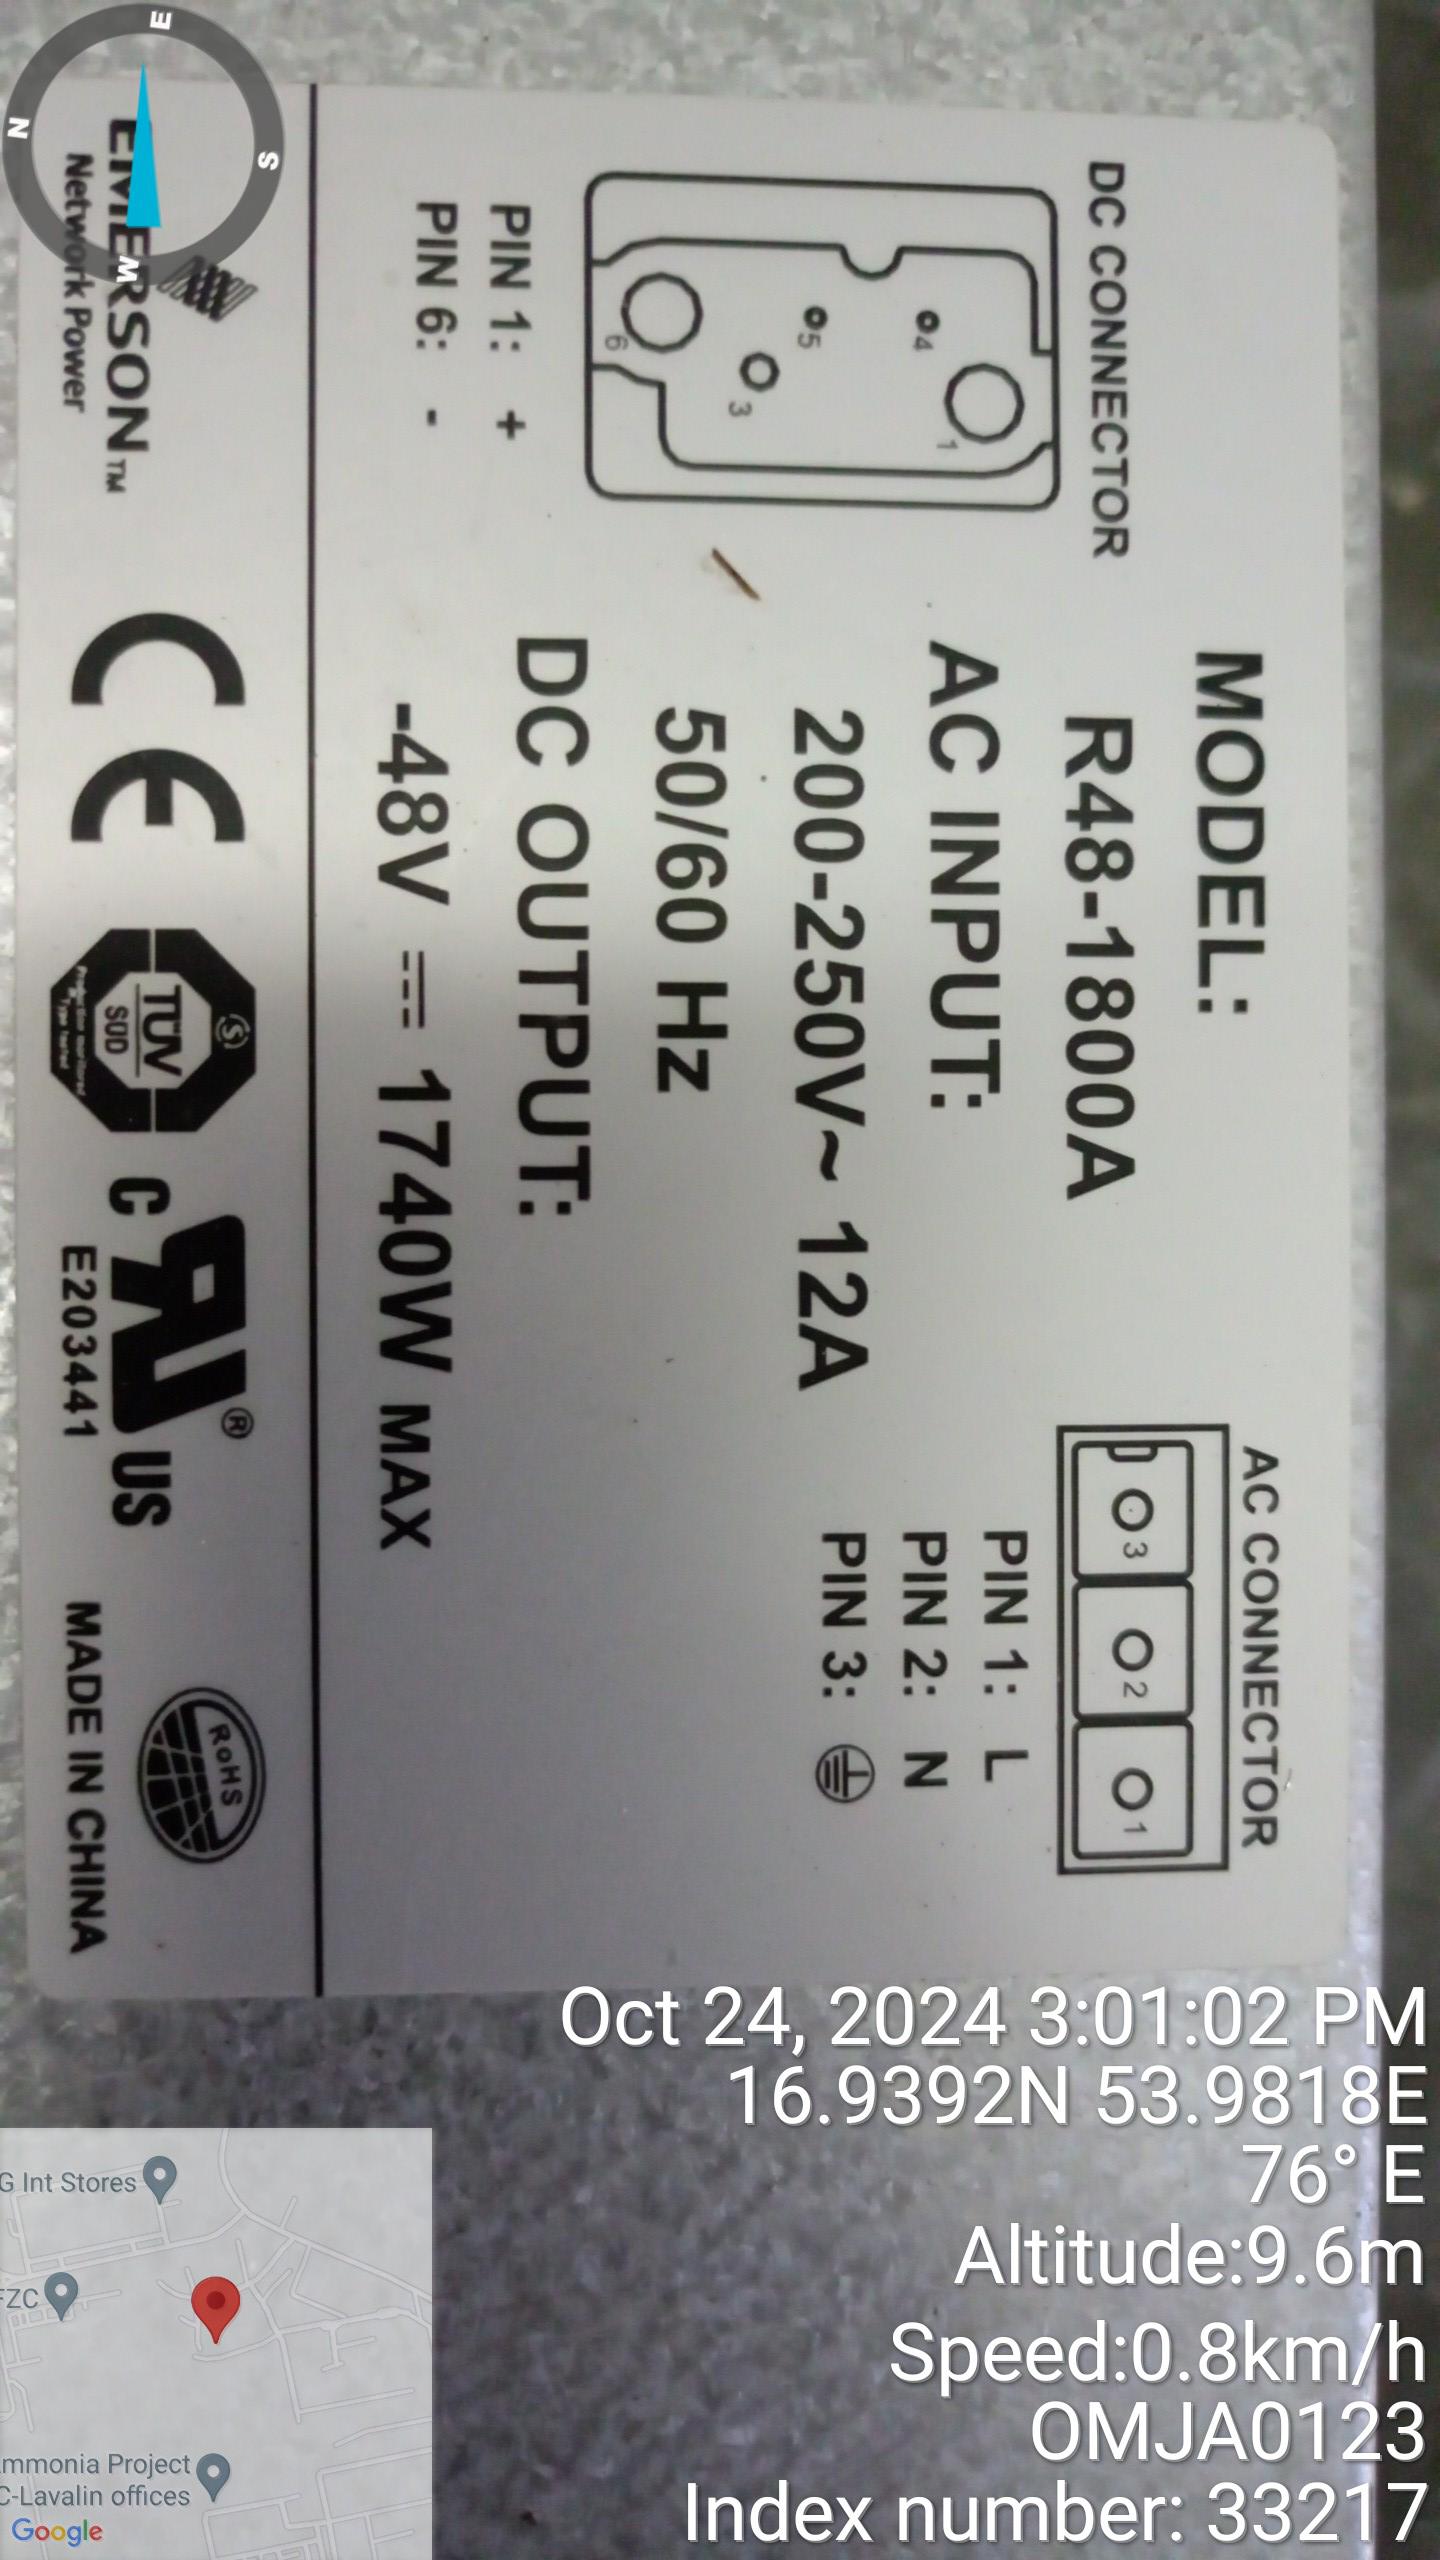 DC CONNECTOR
1
4
5
3
6
PIN 1: +
PIN 6: -
MODEL:
R48-1800A
AC INPUT:
200-250V~ 12A
50/60 Hz
DC OUTPUT:
-48V ⎓ 1740W MAX
AC CONNECTOR
3 2 1
PIN 1: L
PIN 2: N
PIN 3: ⏚
EMERSON™
Network Power
CE
TÜV
SÜD
C US ®
E203441
RoHS
MADE IN CHINA
E
N
S
W
Oct 24, 2024 3:01:02 PM
16.9392N 53.9818E
76° E
Altitude:9.6m
Speed:0.8km/h
OMJA0123
Index number: 33217
G Int Stores
FZC
mmonia Project
C-Lavalin offices
Google